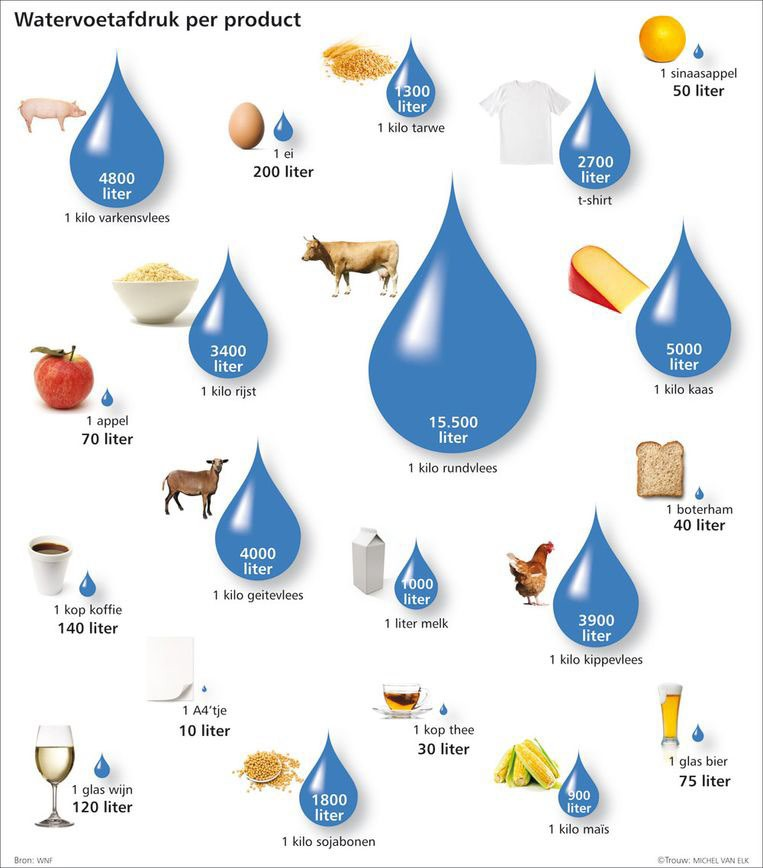 Watervoetafdruk per product
1 sinaasappel
50 liter
1300
liter
1 kilo tarwe
1 ei
200 liter
2700
liter
t-shirt
4800
liter
1 kilo varkensvlees
3400
liter
1 kilo rijst
15.500
liter
1 kilo rundvlees
5000
liter
1 kilo kaas
1 appel
70 liter
1 boterham
40 liter
4000
liter
1 kilo geitevlees
1000
liter
1 liter melk
3900
liter
1 kilo kippevlees
1 kop koffie
140 liter
1 A4'tje
10 liter
1 kop thee
30 liter
1 glas bier
75 liter
1 glas wijn
120 liter
1800
liter
1 kilo sojabonen
900
liter
1 kilo maïs
Bron: WNF
©Trouw: MICHEL VAN ELK